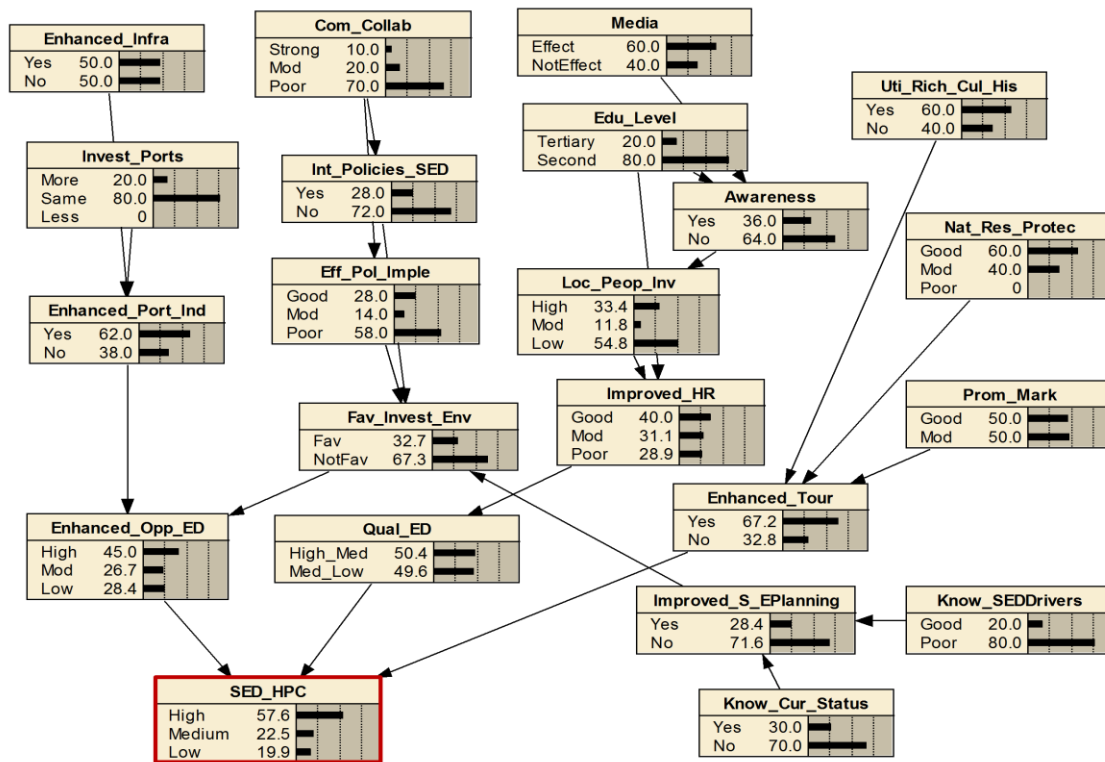 Enhanced_Infra
Yes 50.0
No 50.0
Com_Collab
Strong 10.0
Mod 20.0
Poor 70.0
Media
Effect 60.0
NotEffect 40.0
Uti_Rich_Cul_His
Yes 60.0
No 40.0
Edu_Level
Tertiary 20.0
Second 80.0
Invest_Ports
More 20.0
Same 80.0
Less 0
Int_Policies_SED
Yes 28.0
No 72.0
Awareness
Yes 36.0
No 64.0
Nat_Res_Protec
Good 60.0
Mod 40.0
Poor 0
Eff_Pol_Imple
Good 28.0
Mod 14.0
Poor 58.0
Loc_Peop_Inv
High 33.4
Mod 11.8
Low 54.8
Enhanced_Port_Ind
Yes 62.0
No 38.0
Improved_HR
Good 40.0
Mod 31.1
Poor 28.9
Prom_Mark
Good 50.0
Mod 50.0
Fav_Invest_Env
Fav 32.7
NotFav 67.3
Enhanced_Tour
Yes 67.2
No 32.8
Enhanced_Opp_ED
High 45.0
Mod 26.7
Low 28.4
Qual_ED
High_Med 50.4
Med_Low 49.6
Improved_S_EPlanning
Yes 28.4
No 71.6
Know_SEDDrivers
Good 20.0
Poor 80.0
SED_HPC
High 57.6
Medium 22.5
Low 19.9
Know_Cur_Status
Yes 30.0
No 70.0